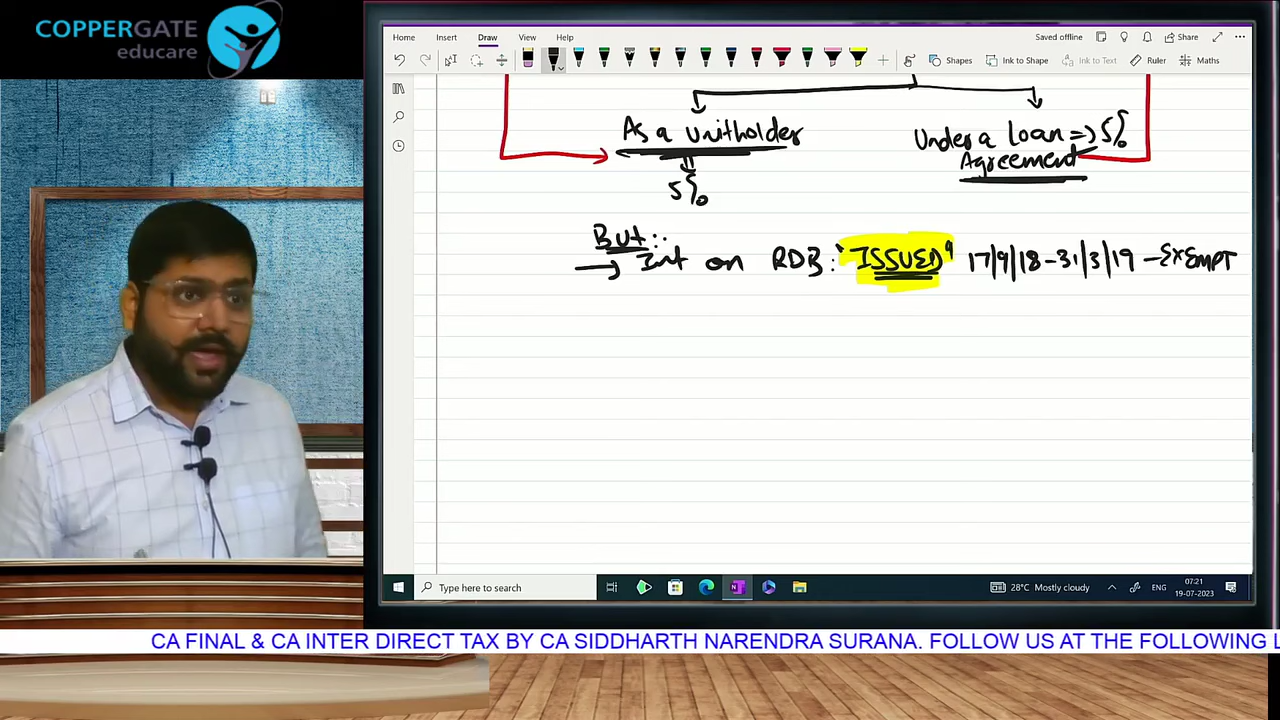 COPPERGATE
educare
Home Insert Draw View Help
Saved offline
Share
Shapes
Ink to Shape
Ink to Text
Ruler
Maths
As a unitholder
5%
Under a loan => 5%
Agreement
But:
→ Int on RDB: "ISSUED" 17/9/18-31/3/19 - EXEMPT
Type here to search
28°C Mostly cloudy
ENG
07:21
19-07-2023
CA FINAL & CA INTER DIRECT TAX BY CA SIDDHARTH NARENDRA SURANA. FOLLOW US AT THE FOLLOWING L